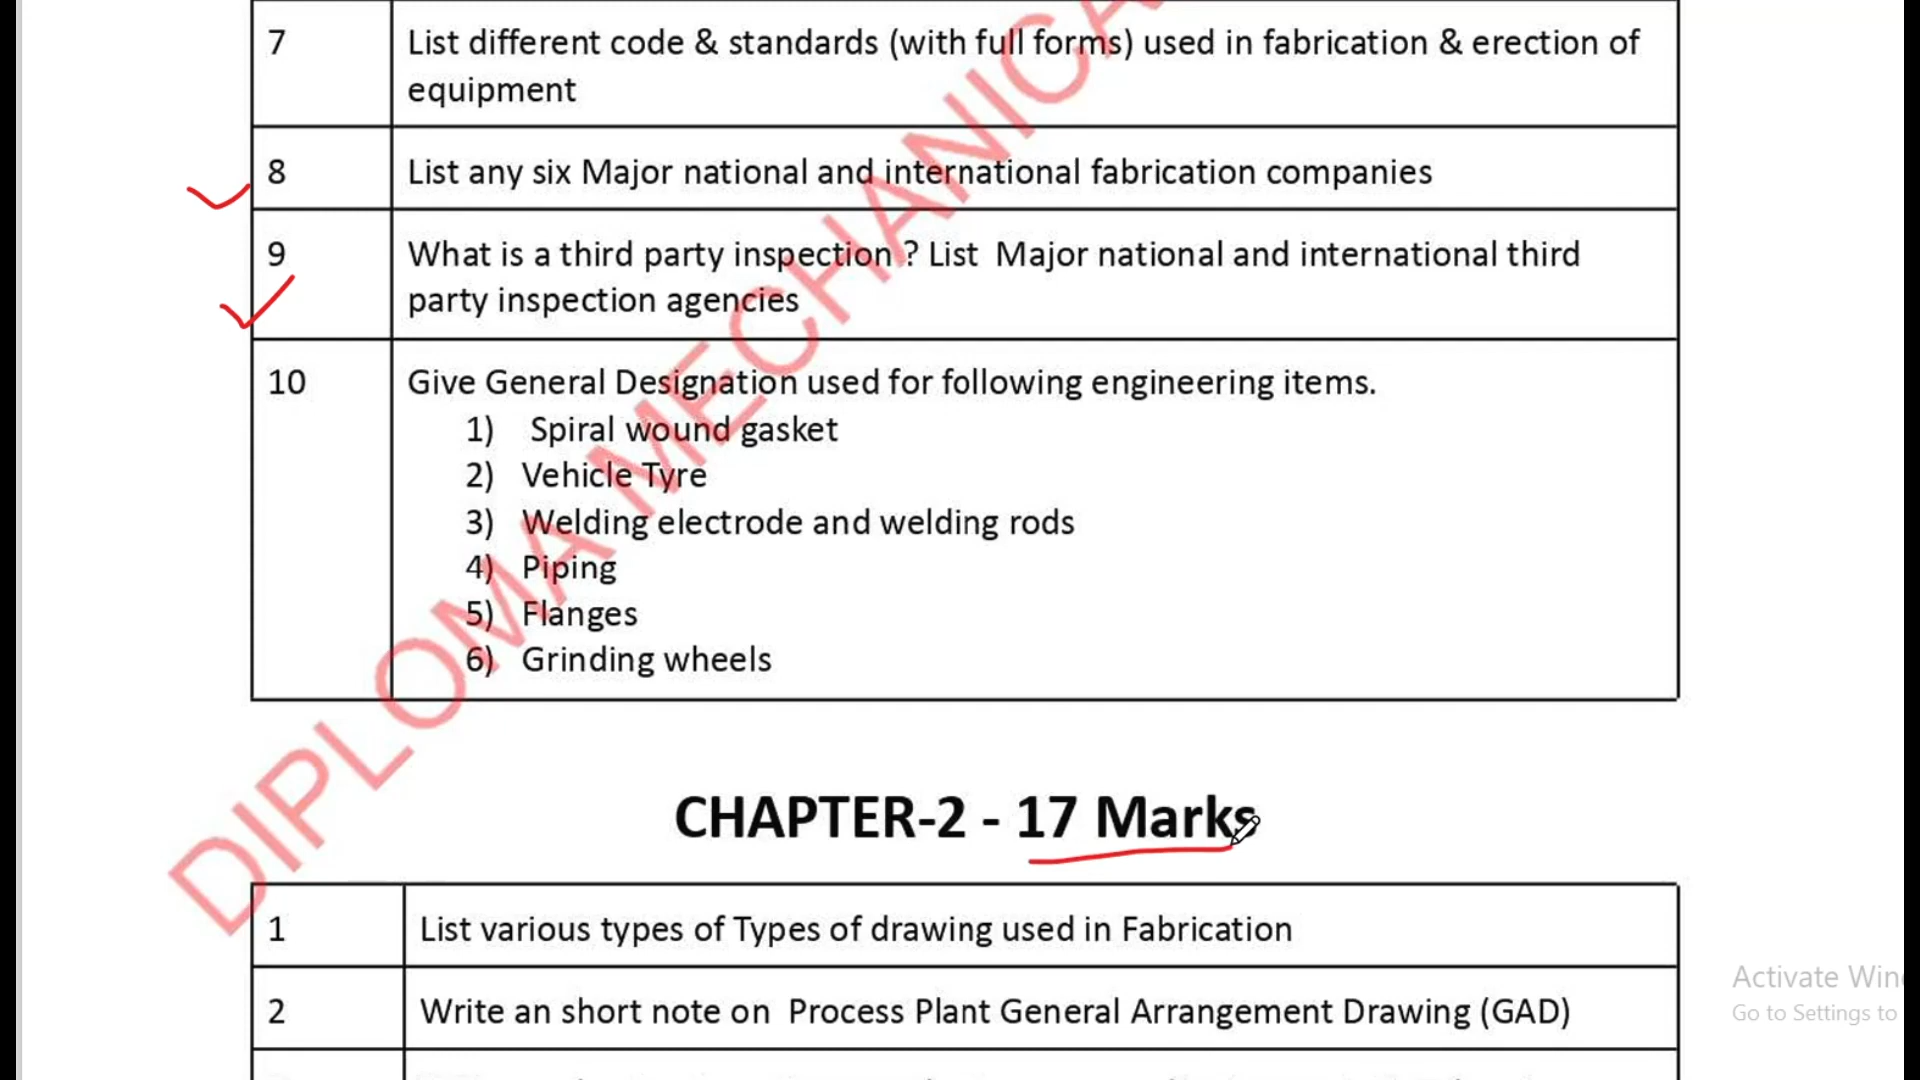 7 List different code & standards (with full forms) used in fabrication & erection of
equipment
8 List any six Major national and international fabrication companies
9 What is a third party inspection ? List Major national and international third
party inspection agencies
10 Give General Designation used for following engineering items.
1) Spiral wound gasket
2) Vehicle Tyre
3) Welding electrode and welding rods
4) Piping
5) Flanges
6) Grinding wheels
DIPLOMA MECHANICA
CHAPTER-2 - 17 Marks
1 List various types of Types of drawing used in Fabrication
2 Write an short note on Process Plant General Arrangement Drawing (GAD)
Activate Win
Go to Settings to